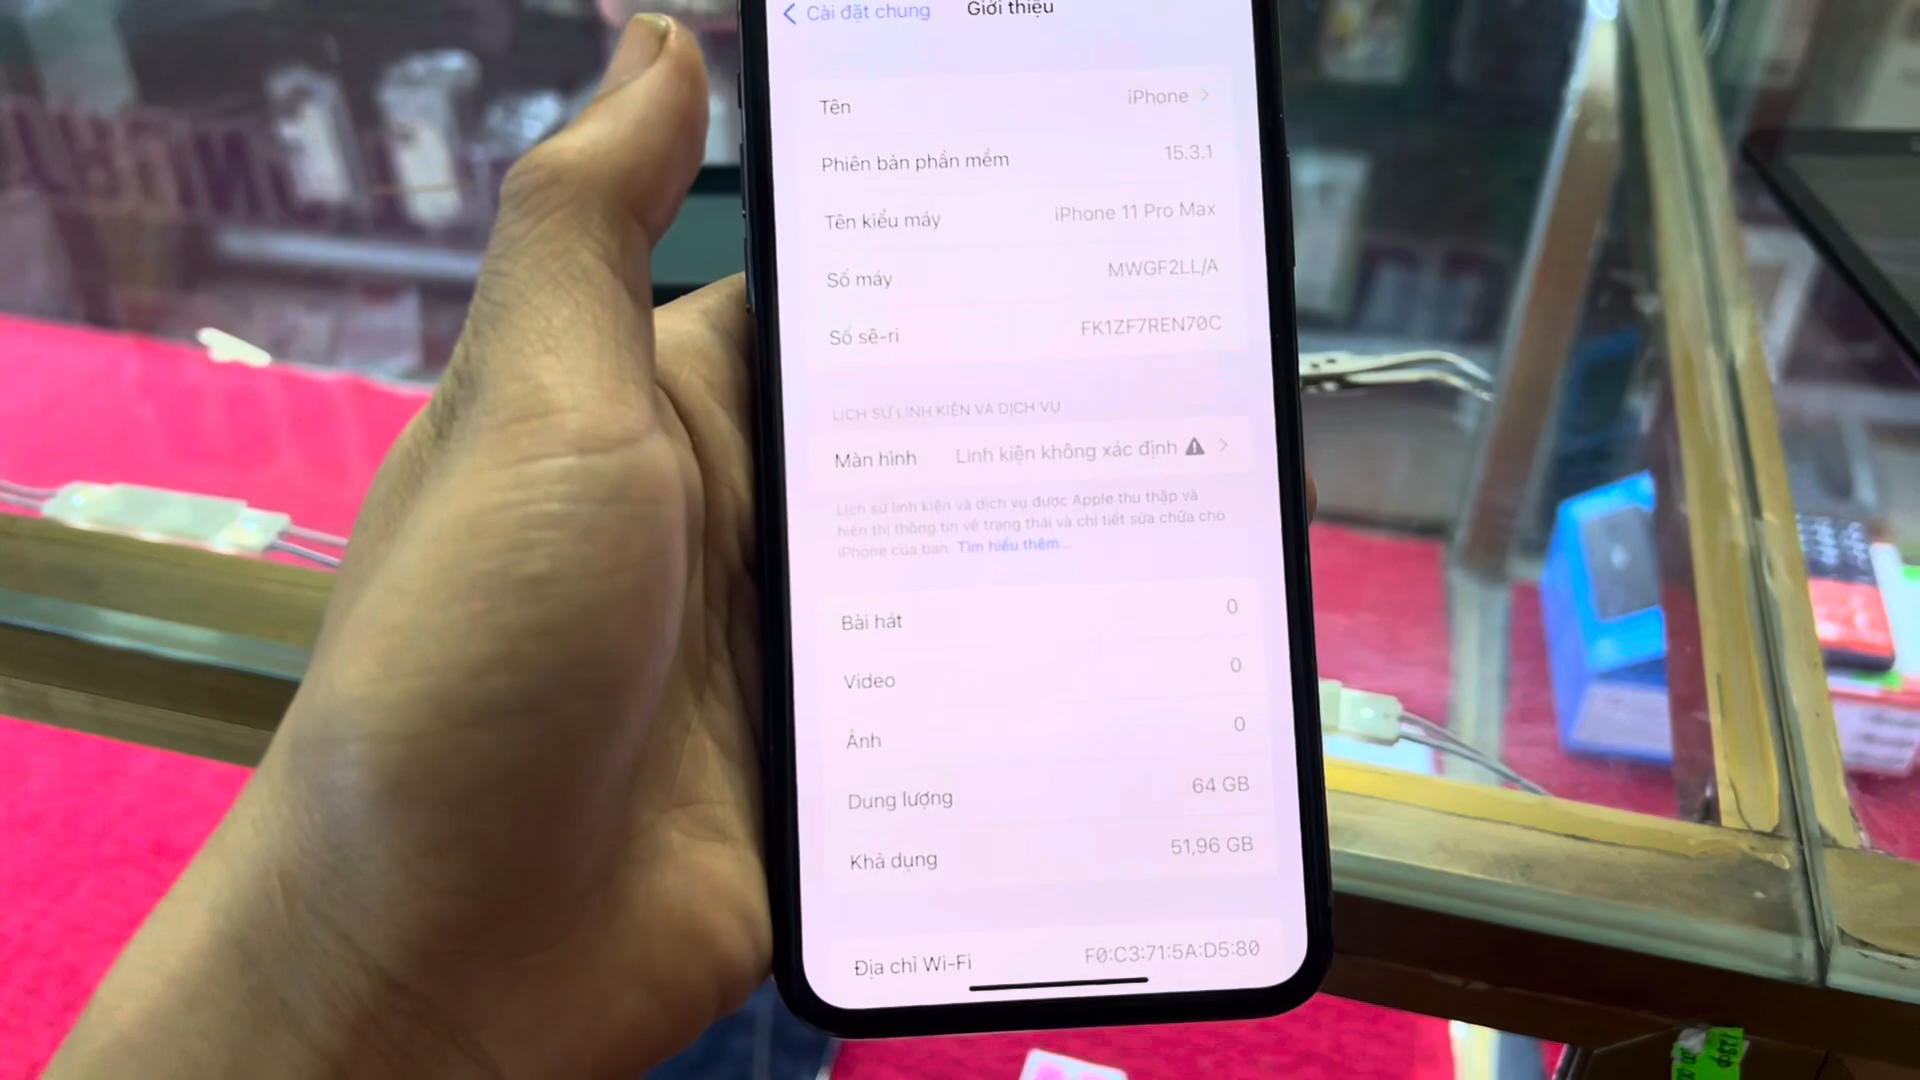 Cài đặt chung Giới thiệu
Tên iPhone
Phiên bản phần mềm 15.3.1
Tên kiểu máy iPhone 11 Pro Max
Số máy MWGF2LL/A
Số sê-ri FK1ZF7REN70C
LỊCH SỬ LINH KIỆN VÀ DỊCH VỤ
Màn hình Linh kiện không xác định
Lịch sử linh kiện và dịch vụ được Apple thu thập và
hiển thị thông tin về trạng thái và chi tiết sửa chữa cho
iPhone của bạn. Tìm hiểu thêm...
Bài hát 0
Video 0
Ảnh 0
Dung lượng 64 GB
Khả dụng 51,96 GB
Địa chỉ Wi-Fi F0:C3:71:5A:D5:80